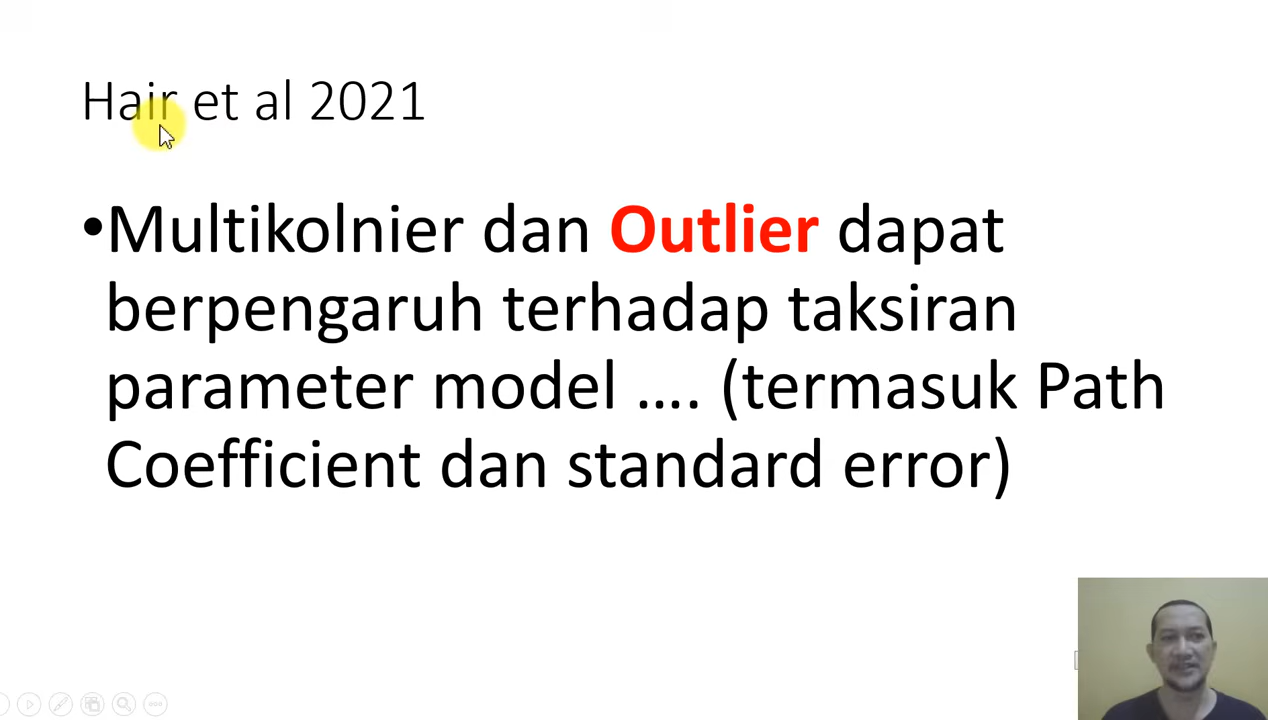 Hair et al 2021
•Multikolnier dan Outlier dapat
berpengaruh terhadap taksiran
parameter model .... (termasuk Path
Coefficient dan standard error)